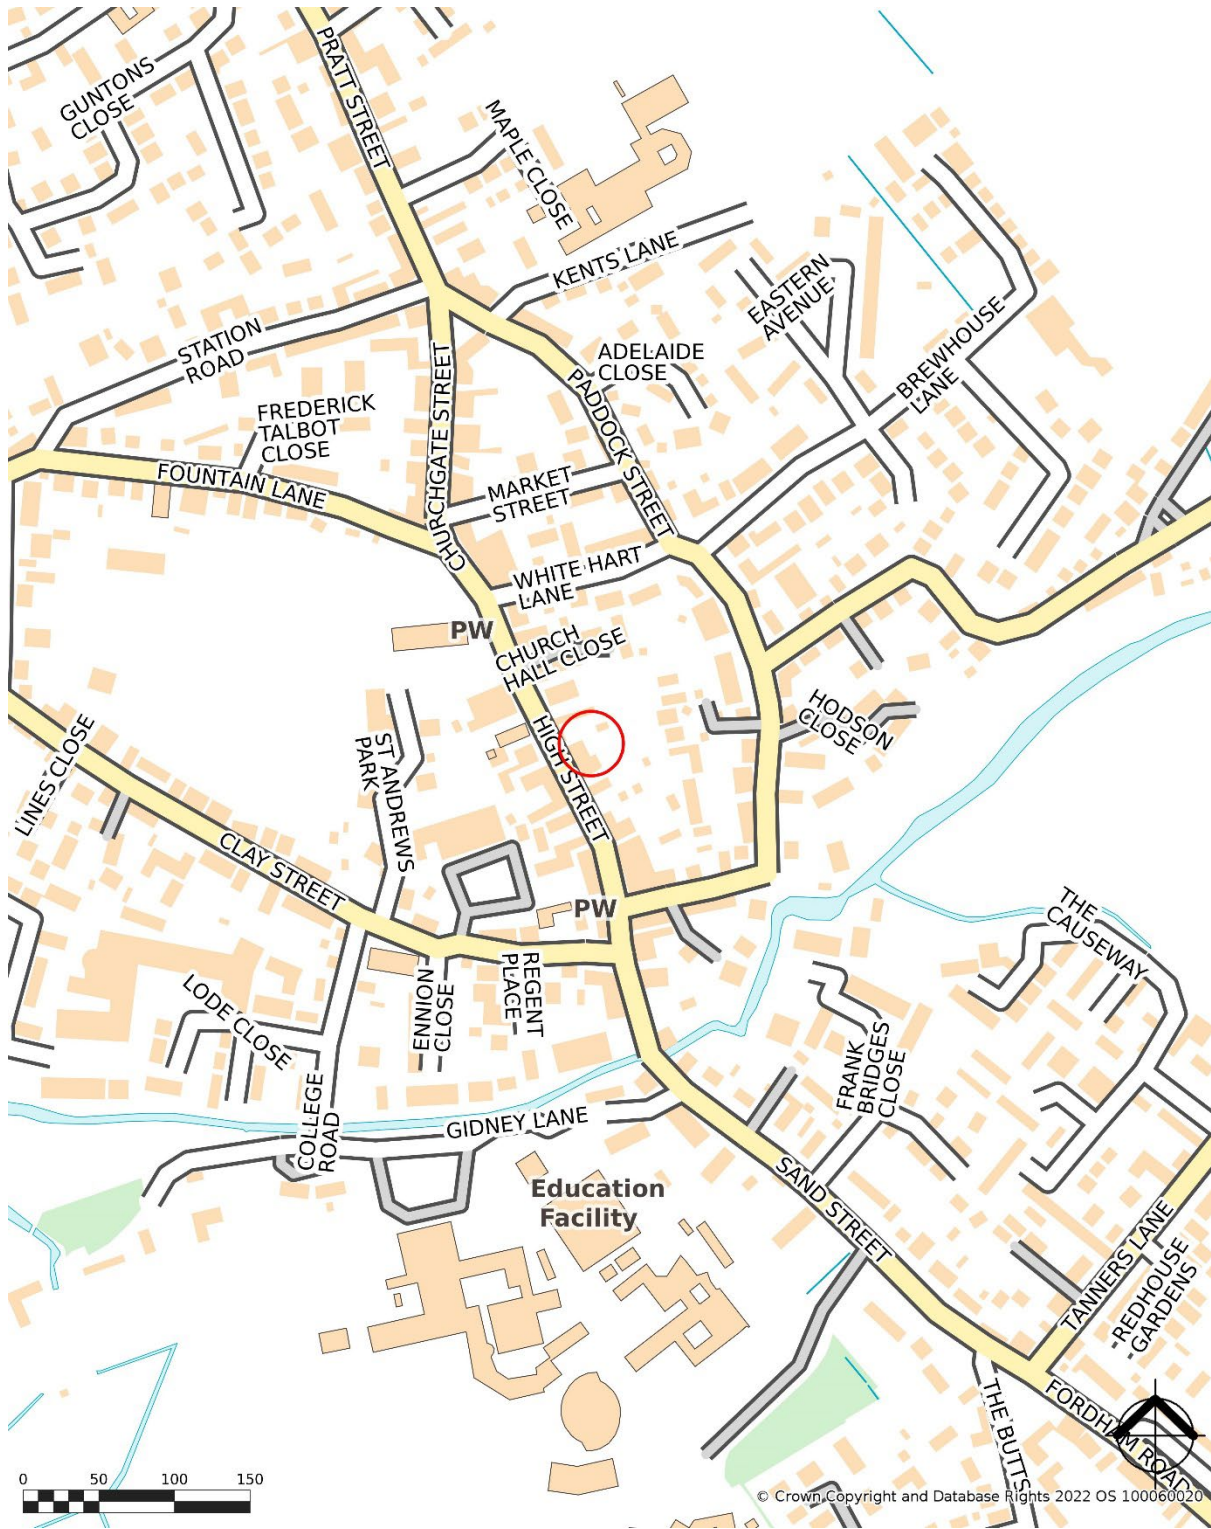 PRATT STREET
GUNTONS
CLOSE
MAPLE CLOSE
KENTS LANE
EASTERN
AVENUE
STATION
ROAD
BREWHOUSE
LANE
ADELAIDE
CLOSE
CHURCHGATE STREET
PADDOCK STREET
FREDERICK
TALBOT
CLOSE
FOUNTAIN LANE
MARKET
STREET
WHITE HART
LANE
PW
CHURCH
HALL CLOSE
HODSON
CLOSE
HIGH STREET
LINES CLOSE
ST ANDREWS
PARK
CLAY STREET
PW
THE
CAUSEWAY
REGENT
PLACE
ENNION
CLOSE
LODE CLOSE
FRANK
BRIDGES
CLOSE
COLLEGE
ROAD
GIDNEY LANE
Education
Facility
SAND STREET
TANNERS LANE
REDHOUSE
GARDENS
THE BUTTS
FORDHAM ROAD
0 50 100 150
© Crown Copyright and Database Rights 2022 OS 100060020